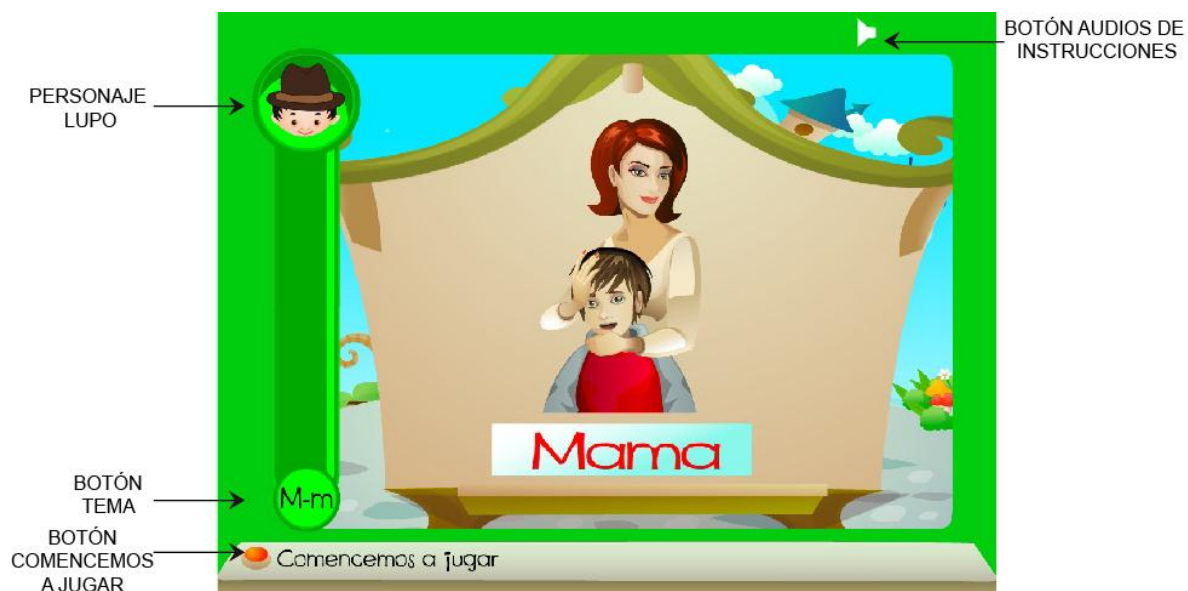 BOTÓN AUDIOS DE
INSTRUCCIONES
PERSONAJE
LUPO
Mama
BOTÓN
TEMA
M-m
BOTÓN
COMENCEMOS
A JUGAR
Comencemos a jugar